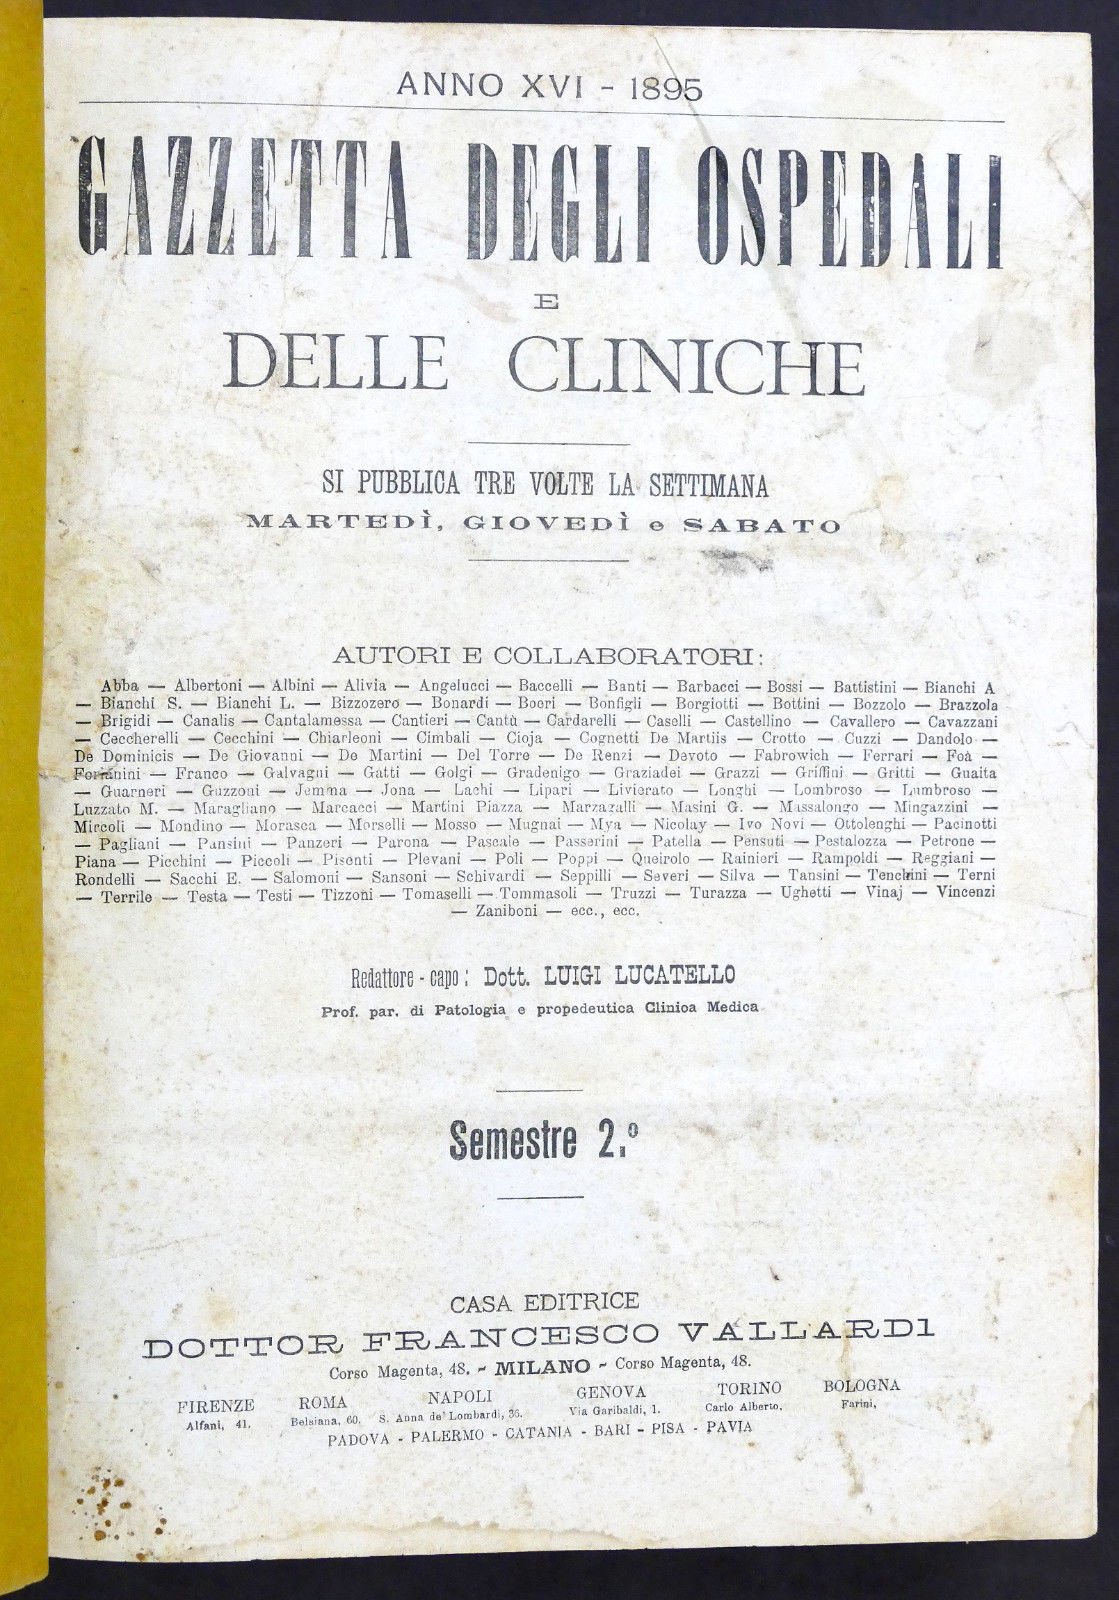 ANNO XVI - 1895
GAZZETTA DEGLI OSPEDALI
E
DELLE CLINICHE
SI PUBBLICA TRE VOLTE LA SETTIMANA
MARTEDÌ, GIOVEDÌ e SABATO
AUTORI E COLLABORATORI:
Abba — Albertoni — Albini — Alivia — Angelucci — Baccelli — Banti — Barbacci — Bossi — Battistini — Bianchi A
— Bianchi S. — Bianchi L. — Bizzozero — Bonardi — Boeri — Bonfigli — Borgiotti — Bottini — Bozzolo — Brazzola
— Brigidi — Canalis — Cantalamessa — Cantieri — Cantù — Cardarelli — Caselli — Castellino — Cavallero — Cavazzani
— Ceccherelli — Cecchini — Chiarleoni — Cimbali — Cioja — Cognetti De Martiis — Crotto — Cuzzi — Dandolo —
De Dominicis — De Giovanni — De Martini — Del Torre — De Renzi — Devoto — Fabrowich — Ferrari — Foà —
Forranini — Franco — Galvagni — Gatti — Golgi — Gradenigo — Graziadei — Grazzi — Griffini — Gritti — Guaita
— Guarneri — Guzzoni — Jemma — Jona — Lachi — Lipari — Livierato — Longhi — Lombroso — Lumbroso —
Luzzato M. — Maragliano — Marcacci — Martini Piazza — Marzagalli — Masini G. — Massalongo — Mingazzini —
Mircoli — Mondino — Morasca — Morselli — Mosso — Mugnai — Mya — Nicolay — Ivo Novi — Ottolenghi — Pacinotti
— Pagliani — Pansini — Panzeri — Parona — Pascale — Passerini — Patella — Pensuti — Pestalozza — Petrone —
Piana — Picchini — Piccoli — Pisenti — Plevani — Poli — Poppi — Queirolo — Rainieri — Rampoldi — Reggiani —
Rondelli — Sacchi E. — Salomoni — Sansoni — Schivardi — Seppilli — Severi — Silva — Tansini — Tenchini — Terni
— Terrile — Testa — Testi — Tizzoni — Tomaselli — Tommasoli — Truzzi — Turazza — Ughetti — Vinaj — Vincenzi
— Zaniboni — ecc., ecc.
Redattore - capo: Dott. LUIGI LUCATELLO
Prof. par. di Patologia e propedeutica Clinica Medica
Semestre 2.º
CASA EDITRICE
DOTTOR FRANCESCO VALLARDI
Corso Magenta, 48. - MILANO - Corso Magenta, 48.
FIRENZE ROMA NAPOLI GENOVA TORINO BOLOGNA
Alfani, 41. Belsiana, 60. S. Anna de' Lombardi, 36. Via Garibaldi, 1. Carlo Alberto. Farini,
PADOVA - PALERMO - CATANIA - BARI - PISA - PAVIA